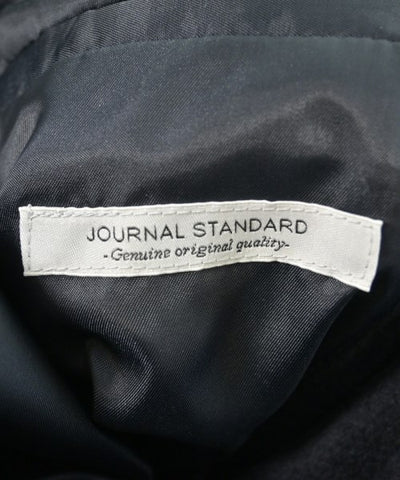 JOURNAL STANDARD
-Genuine original quality-